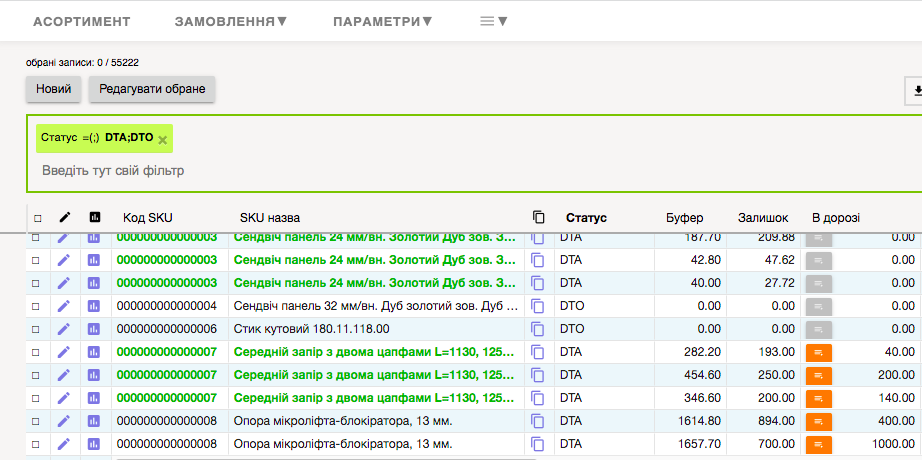 АСОРТИМЕНТ ЗАМОВЛЕННЯ▼ ПАРАМЕТРИ▼ ☰▼
обрані записи: 0 / 55222
Новий Редагувати обране
Статус =(;) DTA;DTO ×
Введіть тут свій фільтр
Код SKU SKU назва Статус Буфер Залишок В дорозі
000000000000003 Сендвіч панель 24 мм/вн. Золотий Дуб зов. З... DTA 187.70 209.88 0.00
000000000000003 Сендвіч панель 24 мм/вн. Золотий Дуб зов. З... DTA 42.80 47.62 0.00
000000000000003 Сендвіч панель 24 мм/вн. Золотий Дуб зов. З... DTA 40.00 27.72 0.00
000000000000004 Сендвіч панель 32 мм/вн. Дуб золотий зов. Дуб ... DTO 0.00 0.00 0.00
000000000000006 Стик кутовий 180.11.118.00 DTO 0.00 0.00 0.00
000000000000007 Середній запір з двома цапфами L=1130, 125... DTA 282.20 193.00 40.00
000000000000007 Середній запір з двома цапфами L=1130, 125... DTA 454.60 250.00 200.00
000000000000007 Середній запір з двома цапфами L=1130, 125... DTA 346.60 200.00 140.00
000000000000008 Опора мікроліфта-блокіратора, 13 мм. DTA 1614.80 894.00 400.00
000000000000008 Опора мікроліфта-блокіратора, 13 мм. DTA 1657.70 700.00 1000.00